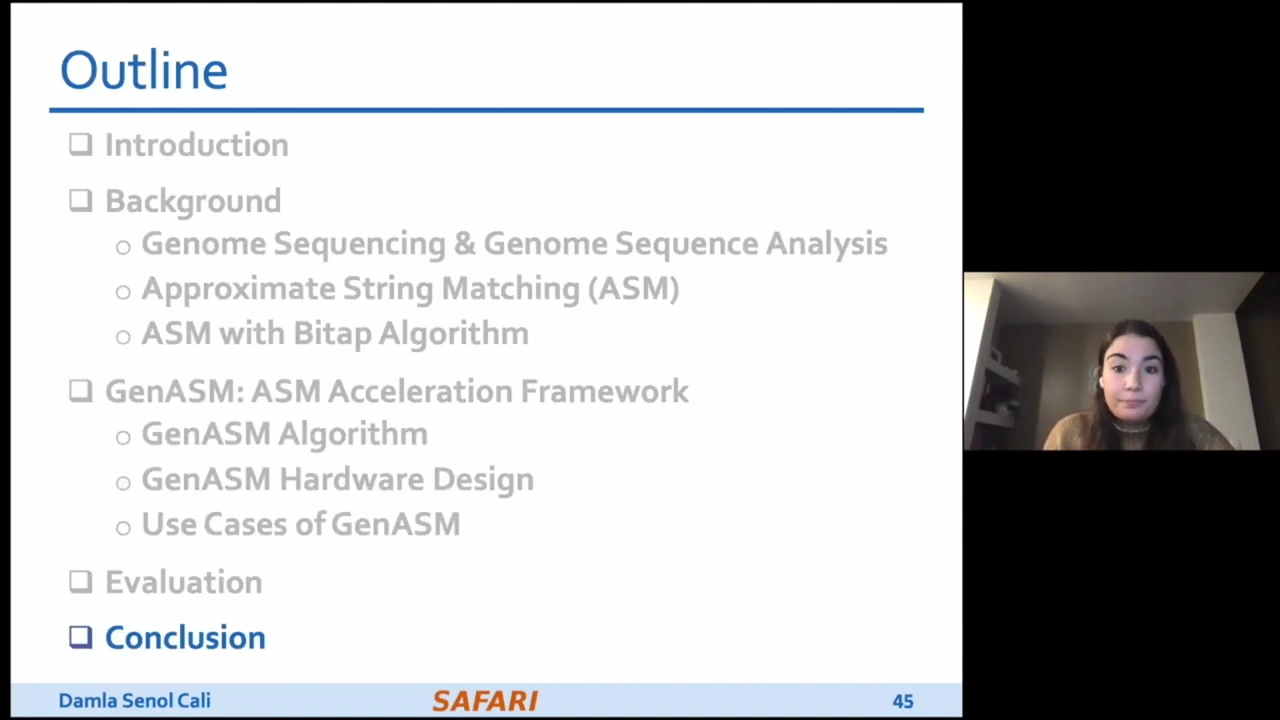 Outline
Introduction
Background
Genome Sequencing & Genome Sequence Analysis
Approximate String Matching (ASM)
ASM with Bitap Algorithm
GenASM: ASM Acceleration Framework
GenASM Algorithm
GenASM Hardware Design
Use Cases of GenASM
Evaluation
Conclusion
Damla Senol Cali SAFARI 45